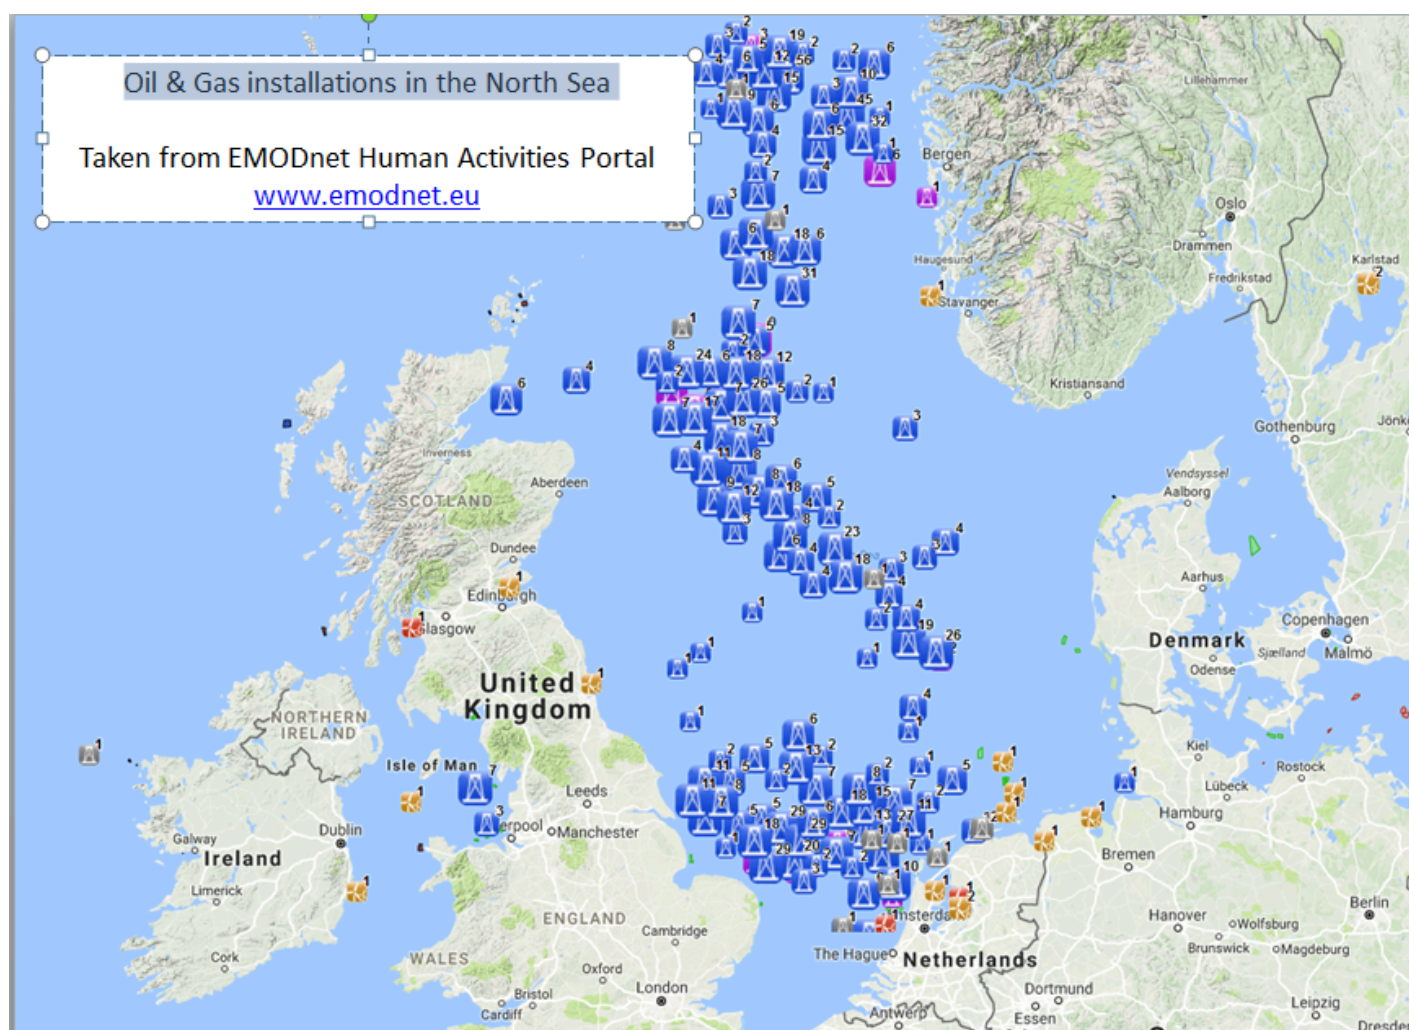 Oil & Gas installations in the North Sea
Taken from EMODnet Human Activities Portal
www.emodnet.eu
Lillehammer
Bergen
Oslo
Drammen
Haugesund
Fredrikstad
Karlstad
Stavanger
Kristiansand
Gothenburg
Jönk
Inverness
Vendsyssel
Aalborg
Aberdeen
SCOTLAND
Dundee
Edinburgh
Glasgow
Aarhus
Copenhagen
Denmark
Sjælland
Malmö
Odense
United
Kingdom
NORTHERN
IRELAND
Isle of Man
Kiel
Rostock
Leeds
Lübeck
Hamburg
Dublin
erpool
Manchester
Galway
Ireland
Bremen
Limerick
Berlin
ENGLAND
Hanover
Wolfsburg
Cambridge
Brunswick
Magdeburg
The Hague
Netherlands
Cork
WALES
Oxford
London
Dortmund
Bristol
Cardiff
Essen
Leipzig
Antwerp
Dresde